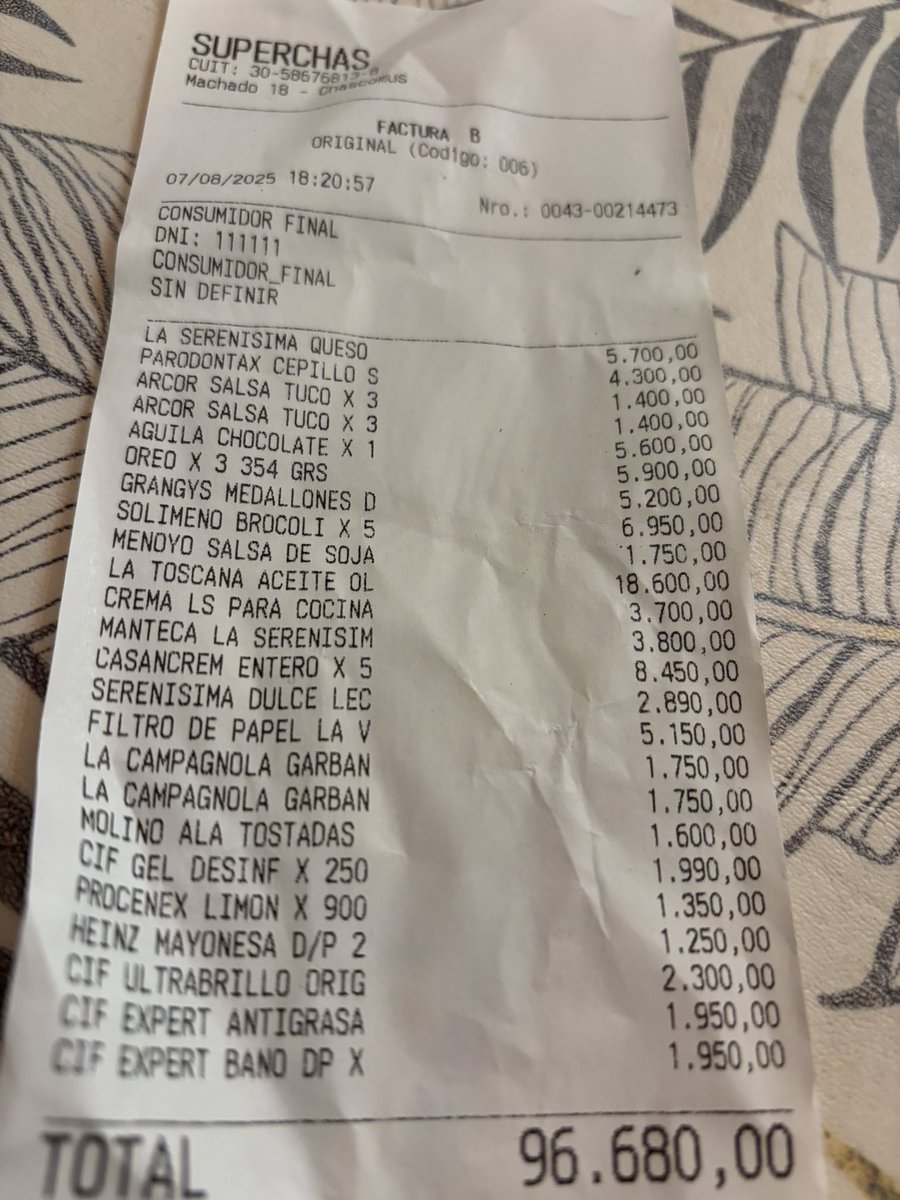 SUPERCHAS
CUIT: 30-58676813-8
Machado 18 - Chascomus
FACTURA B
ORIGINAL (Codigo: 006)
07/08/2025 18:20:57
Nro.: 0043-00214473
CONSUMIDOR FINAL
DNI: 111111
CONSUMIDOR_FINAL
SIN DEFINIR
LA SERENISIMA QUESO 5.700,00
PARODONTAX CEPILLO S 4.300,00
ARCOR SALSA TUCO X 3 1.400,00
ARCOR SALSA TUCO X 3 1.400,00
AGUILA CHOCOLATE X 1 5.600,00
OREO X 3 354 GRS 5.900,00
GRANGYS MEDALLONES D 5.200,00
SOLIMENO BROCOLI X 5 6.950,00
MENOYO SALSA DE SOJA 1.750,00
LA TOSCANA ACEITE OL 18.600,00
CREMA LS PARA COCINA 3.700,00
MANTECA LA SERENISIM 3.800,00
CASANCREM ENTERO X 5 8.450,00
SERENISIMA DULCE LEC 2.890,00
FILTRO DE PAPEL LA V 5.150,00
LA CAMPAGNOLA GARBAN 1.750,00
LA CAMPAGNOLA GARBAN 1.750,00
MOLINO ALA TOSTADAS 1.600,00
CIF GEL DESINF X 250 1.990,00
PROCENEX LIMON X 900 1.350,00
HEINZ MAYONESA D/P 2 1.250,00
CIF ULTRABRILLO ORIG 2.300,00
CIF EXPERT ANTIGRASA 1.950,00
CIF EXPERT BANO DP X 1.950,00
TOTAL 96.680,00